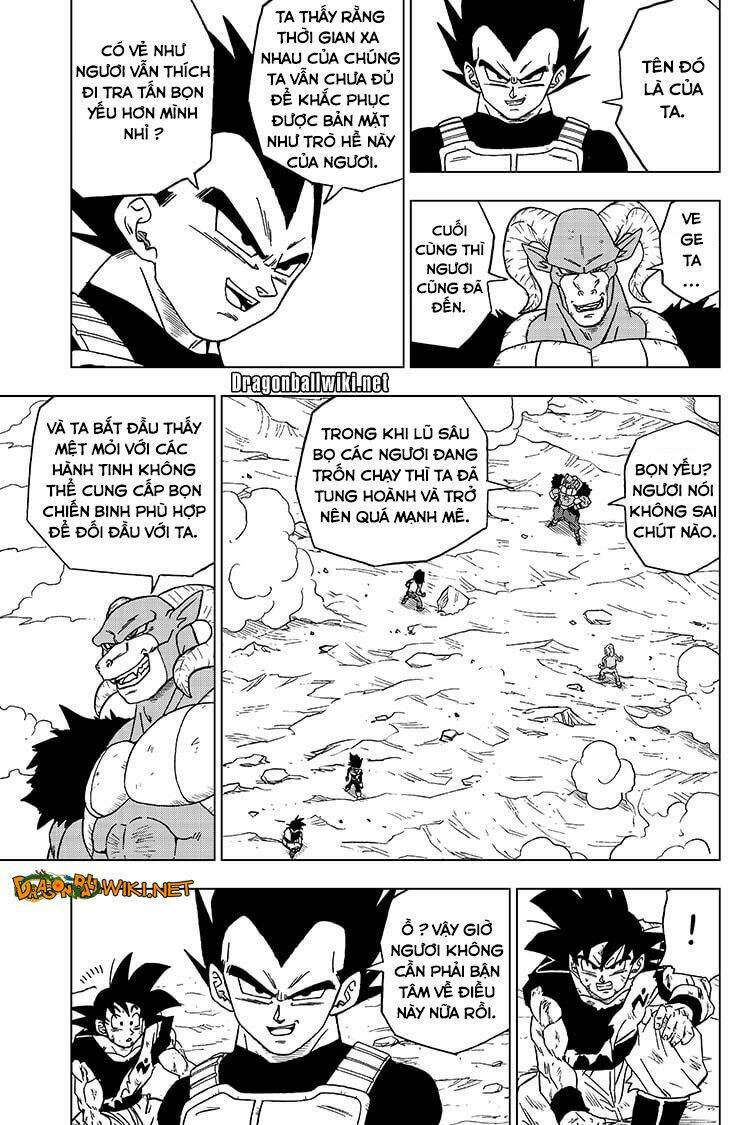 TÊN ĐÓ
LÀ CỦA
TA.
TA THẤY RẰNG
THỜI GIAN XA
NHAU CỦA CHÚNG
TA VẪN CHƯA ĐỦ
ĐỂ KHẮC PHỤC
ĐƯỢC BẢN MẶT
NHƯ TRÒ HỀ NÀY
CỦA NGƯƠI.
CÓ VẺ NHƯ
NGƯƠI VẪN THÍCH
ĐI TRA TẤN BỌN
YẾU HƠN MÌNH
NHỈ ?
VE
GE
TA
...
CUỐI
CÙNG THÌ
NGƯƠI
CŨNG ĐÃ
ĐẾN.
Dragonballwiki.net
BỌN YẾU?
NGƯƠI NÓI
KHÔNG SAI
CHÚT NÀO.
TRONG KHI LŨ SÂU
BỌ CÁC NGƯƠI ĐANG
TRỐN CHẠY THÌ TA ĐÃ
TUNG HOÀNH VÀ TRỞ
NÊN QUÁ MẠNH MẼ.
VÀ TA BẮT ĐẦU THẤY
MỆT MỎI VỚI CÁC
HÀNH TINH KHÔNG
THỂ CUNG CẤP BỌN
CHIẾN BINH PHÙ HỢP
ĐỂ ĐỐI ĐẦU VỚI TA.
DRAGONBALLWIKI.NET
!
Ồ ? VẬY GIỜ
NGƯƠI KHÔNG
CẦN PHẢI BẬN
TÂM VỀ ĐIỀU
NÀY NỮA RỒI.